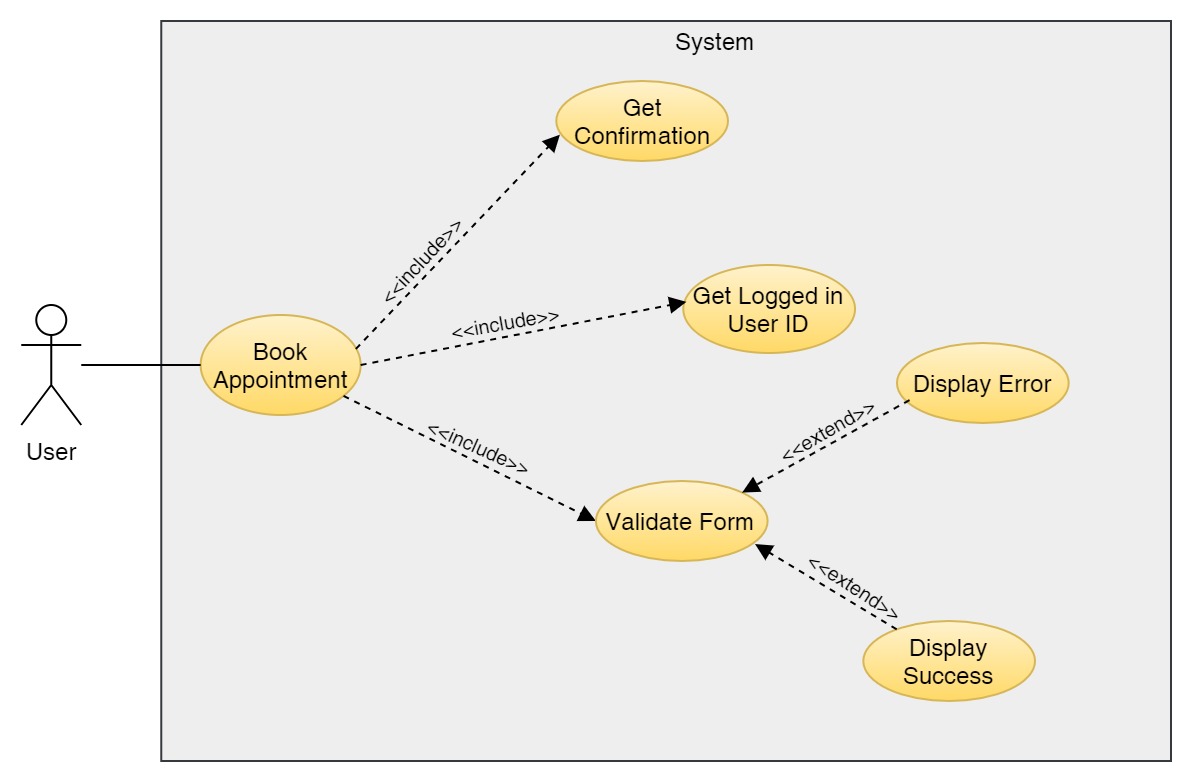 System
Get
Confirmation
<<include>>
Get Logged in
User ID
<<include>>
Book
Appointment
User
<<include>>
Display Error
<<extend>>
Validate Form
<<extend>>
Display
Success